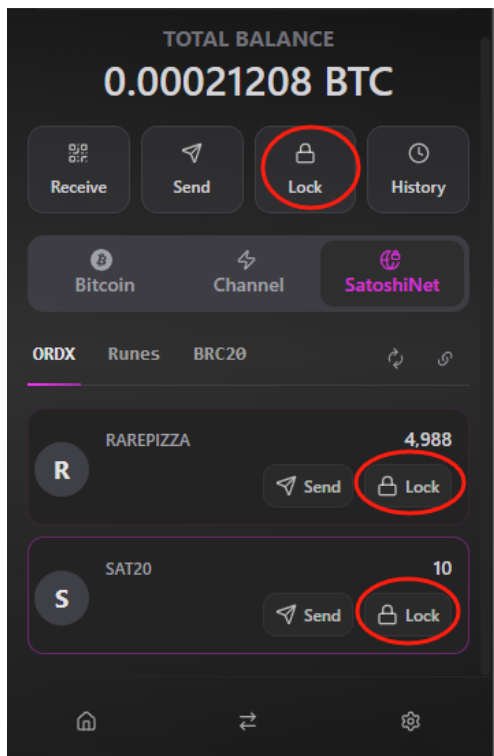 TOTAL BALANCE
0.00021208 BTC
Receive Send Lock History
Bitcoin Channel SatoshiNet
ORDX Runes BRC20
RAREPIZZA 4,988
R
Send Lock
SAT20 10
S
Send Lock